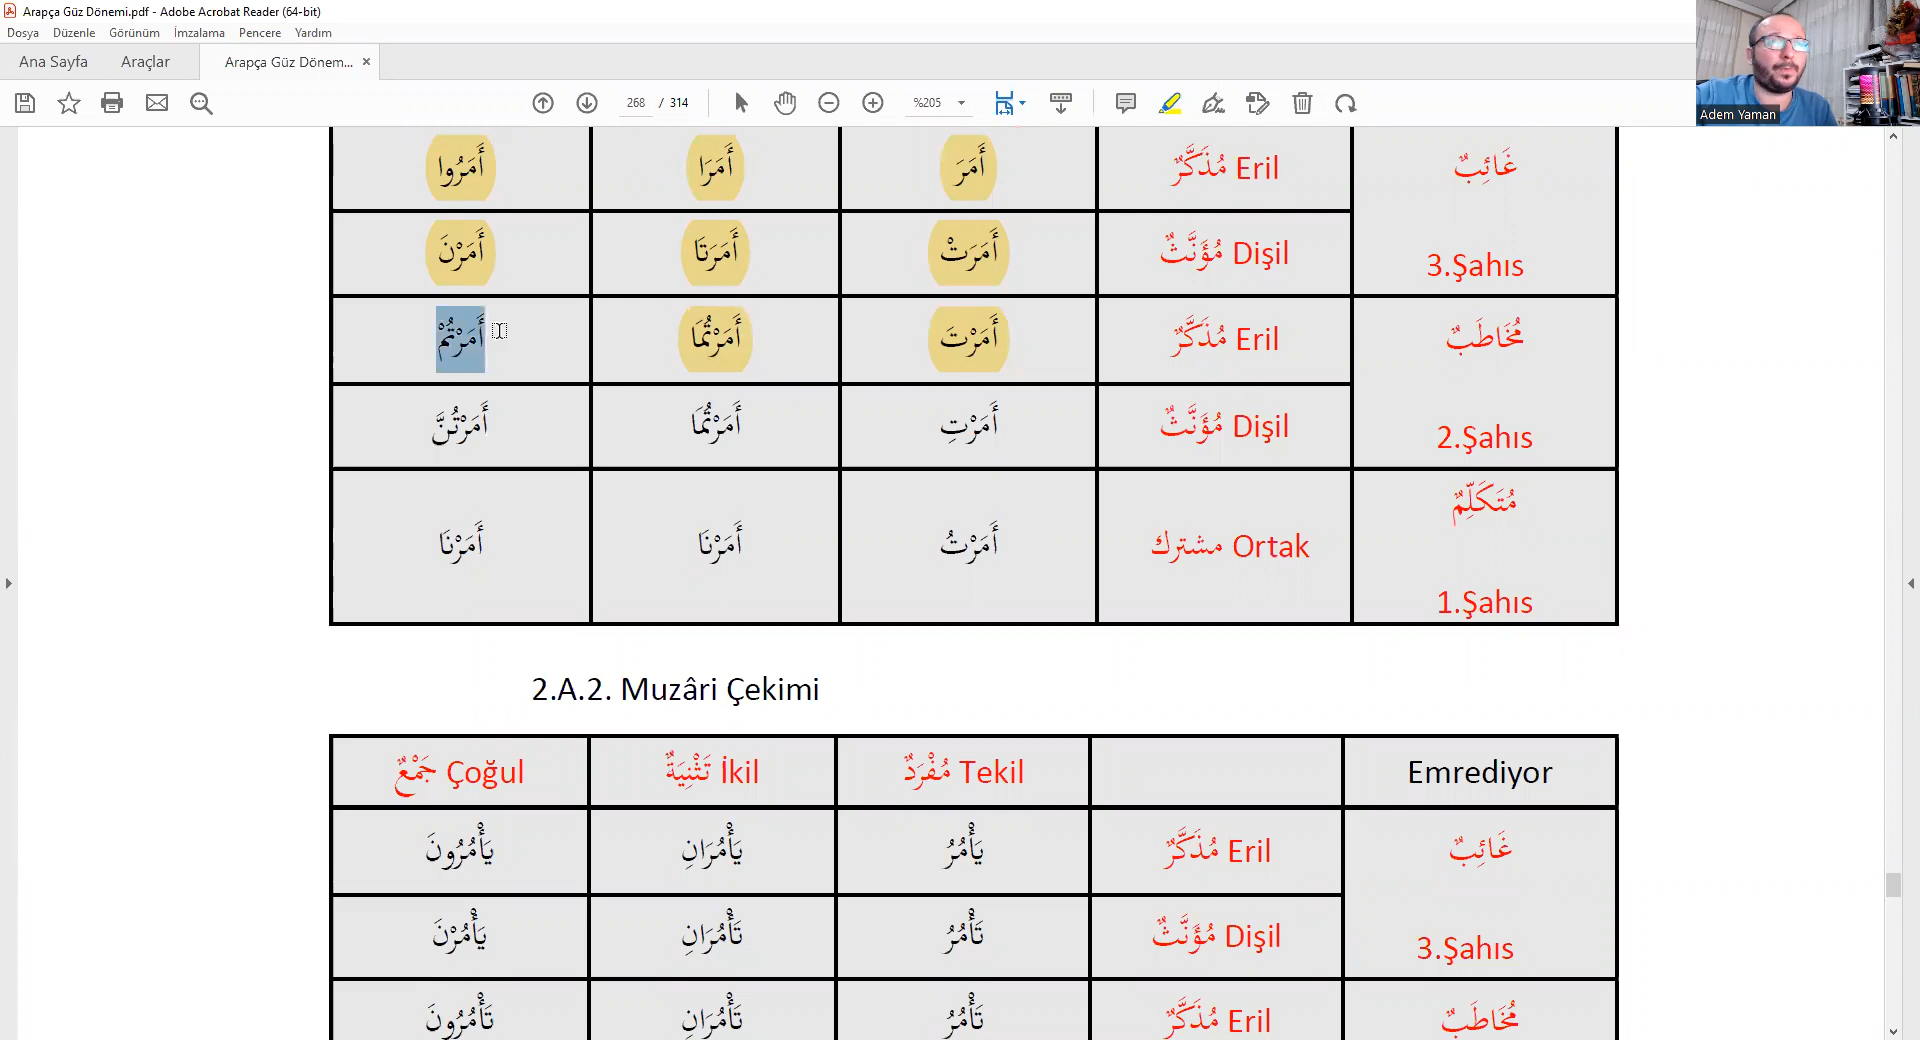 Arapça Güz Dönemi.pdf - Adobe Acrobat Reader (64-bit)
Dosya Düzenle Görünüm İmzalama Pencere Yardım
Ana Sayfa Araçlar Arapça Güz Dönem... ×
268 / 314 %205
Adem Yaman
غَائِبٌ مُذَكَّرٌ Eril أَمَرَ أَمَرَا أَمَرُوا
3.Şahıs مُؤَنَّثٌ Dişil أَمَرَتْ أَمَرَتَا أَمَرْنَ
مُخَاطَبٌ مُذَكَّرٌ Eril أَمَرْتَ أَمَرْتُمَا أَمَرْتُمْ
2.Şahıs مُؤَنَّثٌ Dişil أَمَرْتِ أَمَرْتُمَا أَمَرْتُنَّ
مُتَكَلِّمٌ
مشترك Ortak أَمَرْتُ أَمَرْنَا أَمَرْنَا
1.Şahıs
2.A.2. Muzâri Çekimi
Emrediyor مُفْرَدٌ Tekil تَثْنِيَةٌ İkil جَمْعٌ Çoğul
غَائِبٌ مُذَكَّرٌ Eril يَأْمُرُ يَأْمُرَانِ يَأْمُرُونَ
3.Şahıs مُؤَنَّثٌ Dişil تَأْمُرُ تَأْمُرَانِ يَأْمُرْنَ
مُخَاطَبٌ مُذَكَّرٌ Eril تَأْمُرُ تَأْمُرَانِ تَأْمُرُونَ